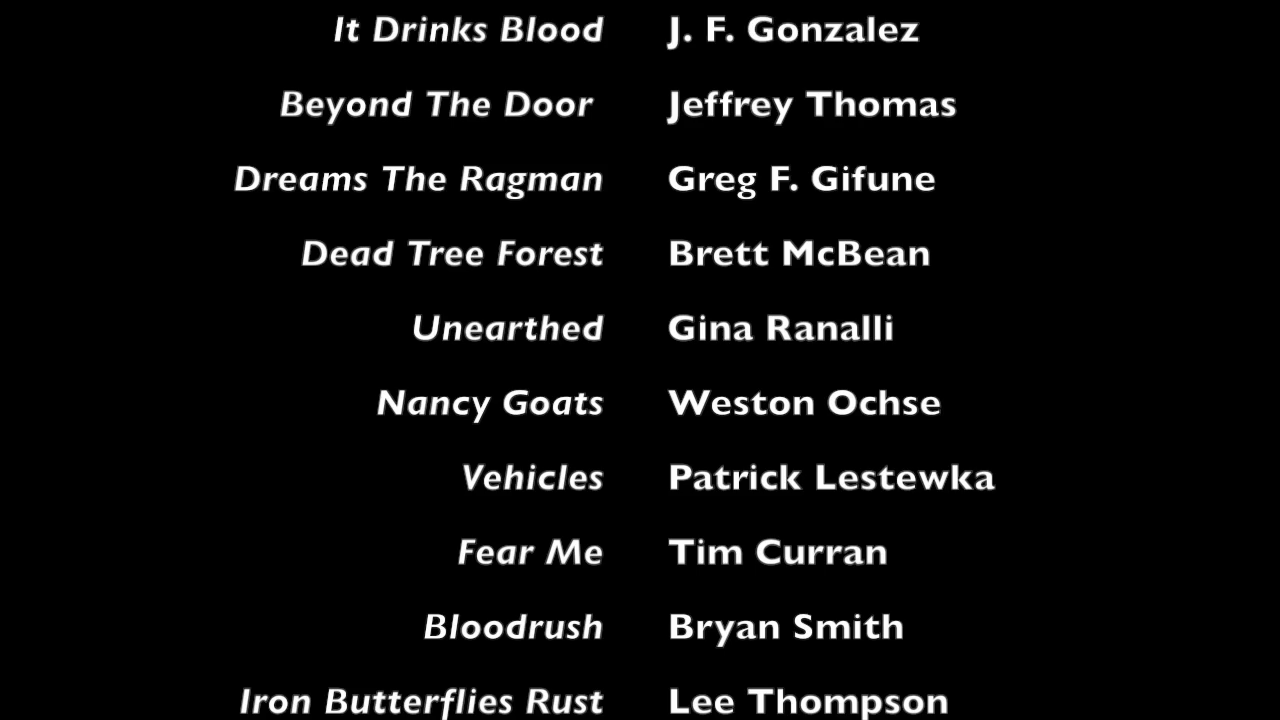 It Drinks Blood J. F. Gonzalez
Beyond The Door Jeffrey Thomas
Dreams The Ragman Greg F. Gifune
Dead Tree Forest Brett McBean
Unearthed Gina Ranalli
Nancy Goats Weston Ochse
Vehicles Patrick Lestewka
Fear Me Tim Curran
Bloodrush Bryan Smith
Iron Butterflies Rust Lee Thompson